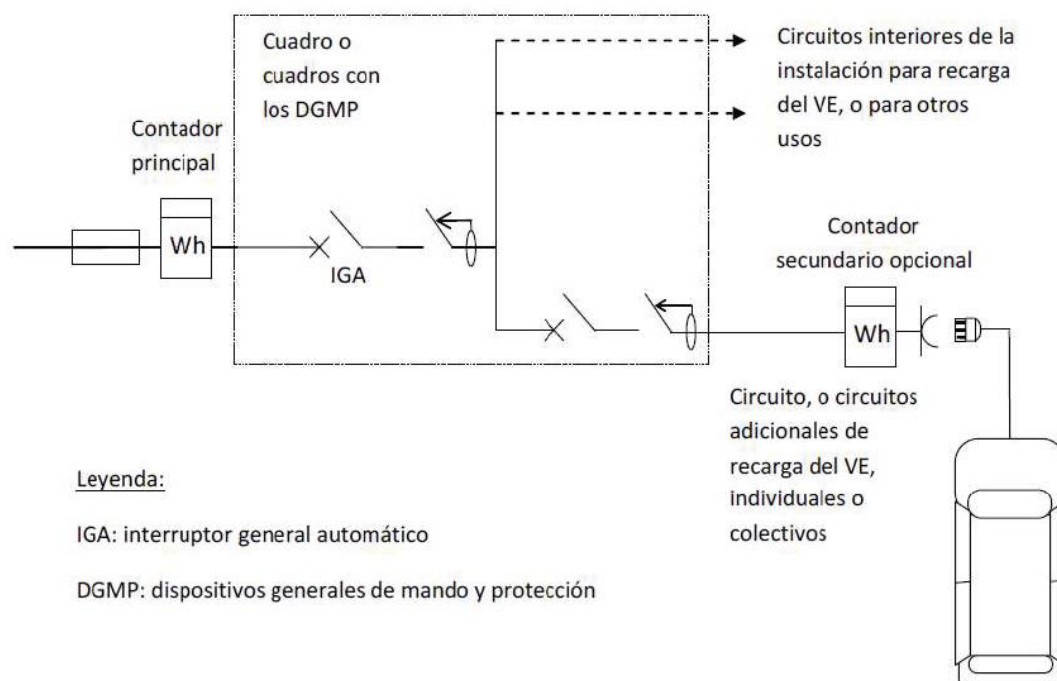 Cuadro o
cuadros con
los DGMP
Circuitos interiores de la
instalación para recarga
del VE, o para otros
usos
Contador
principal
Wh
IGA
Contador
secundario opcional
Wh
Circuito, o circuitos
adicionales de
recarga del VE,
individuales o
colectivos
Leyenda:
IGA: interruptor general automático
DGMP: dispositivos generales de mando y protección